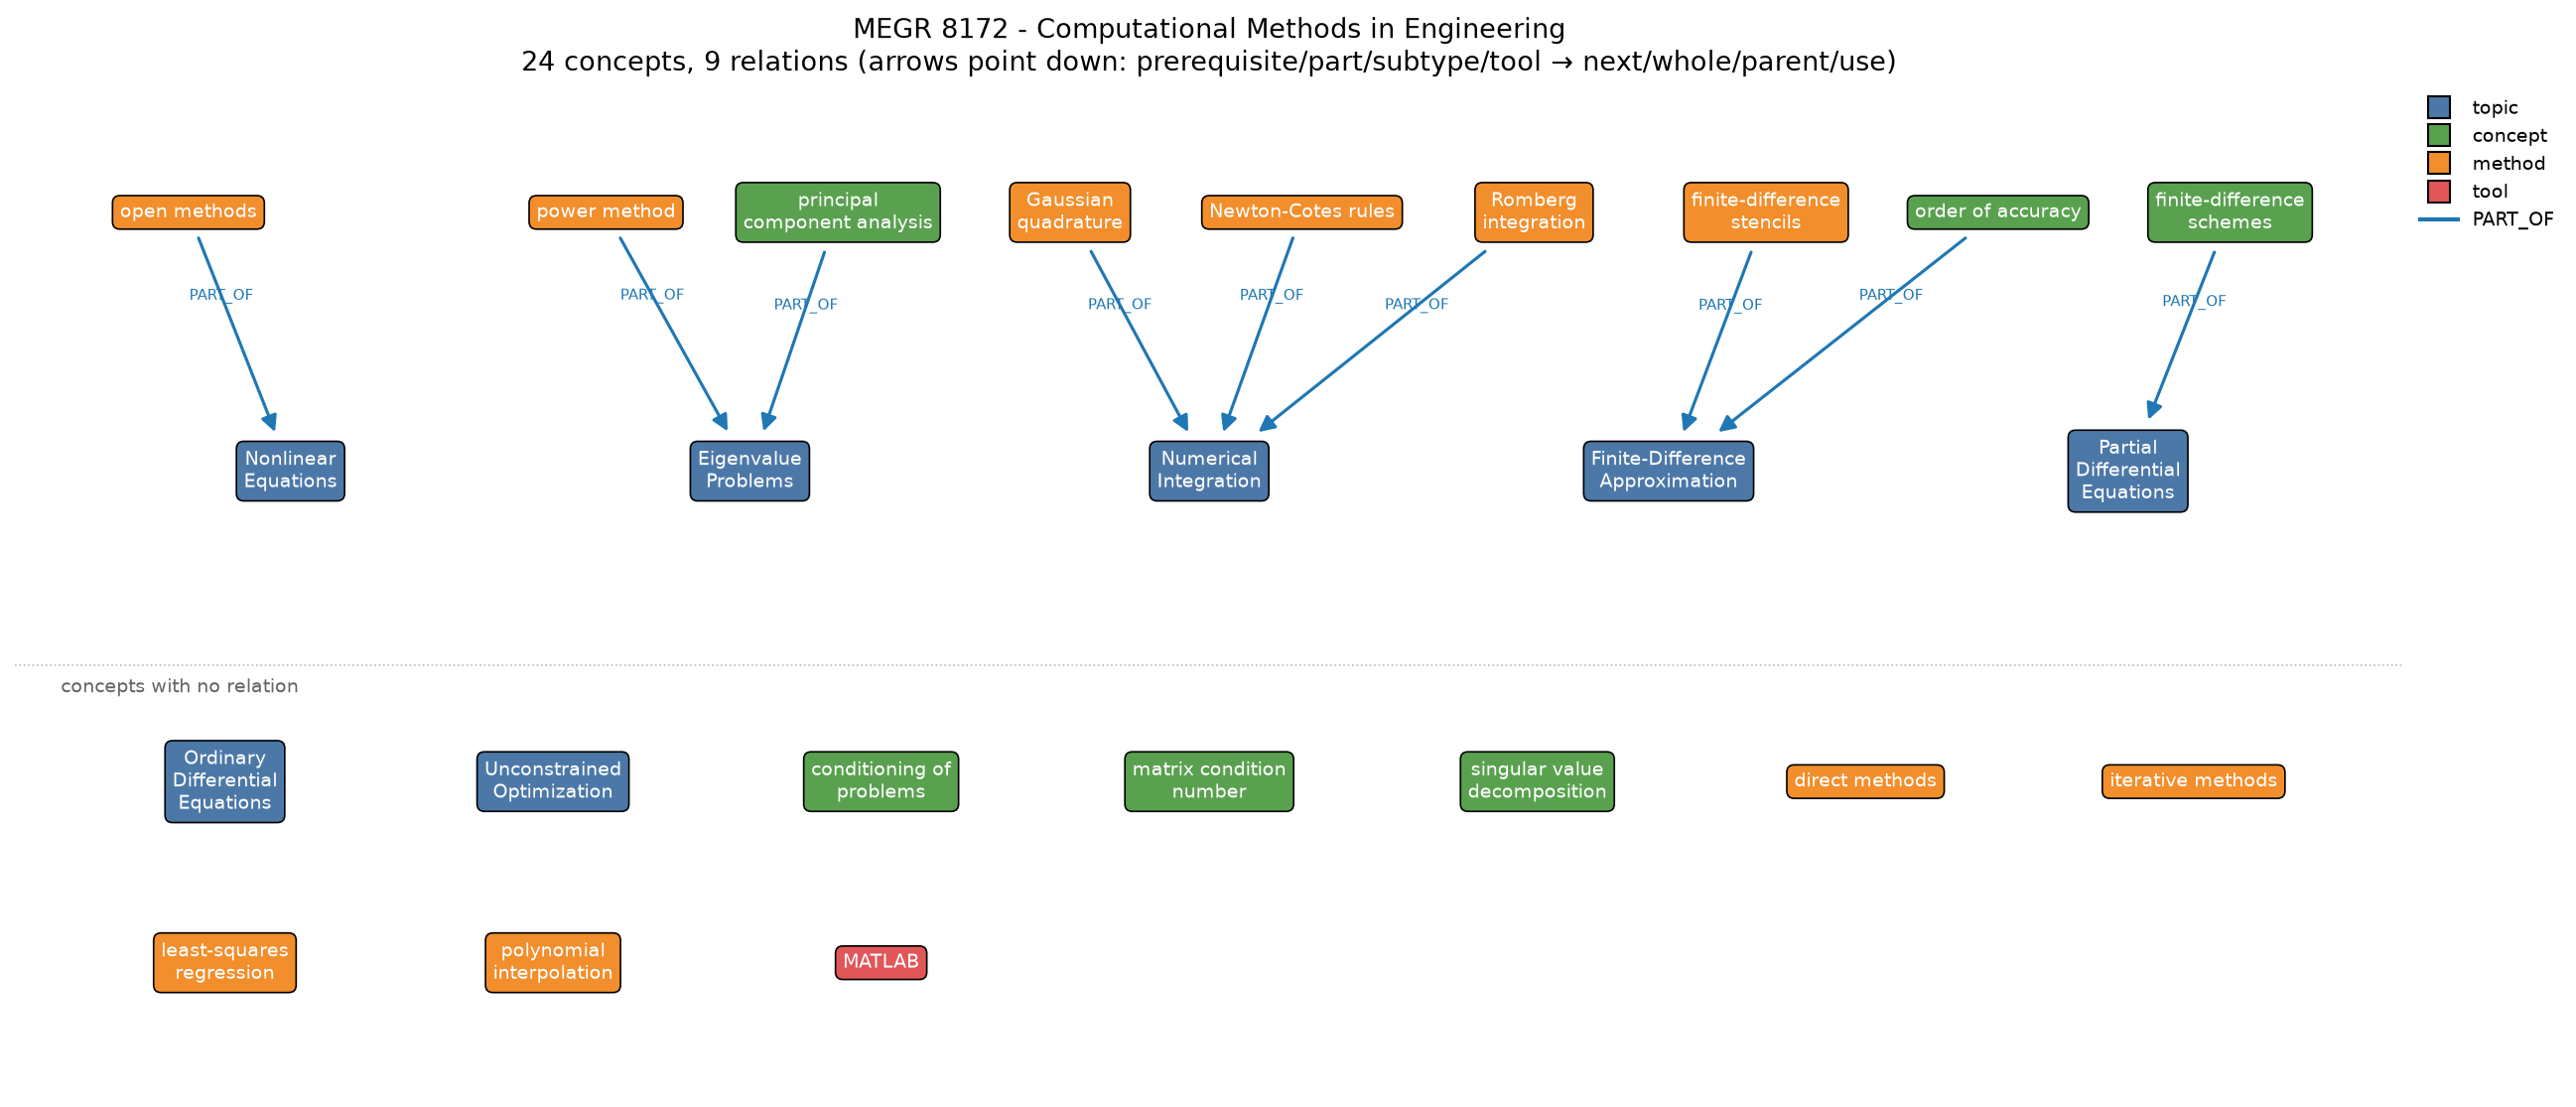 MEGR 8172 - Computational Methods in Engineering
24 concepts, 9 relations (arrows point down: prerequisite/part/subtype/tool → next/whole/parent/use)
topic
concept
method
tool
PART_OF
open methods
power method
principal
component analysis
Gaussian
quadrature
Newton-Cotes rules
Romberg
integration
finite-difference
stencils
order of accuracy
finite-difference
schemes
PART_OF
PART_OF
PART_OF
PART_OF
PART_OF
PART_OF
PART_OF
PART_OF
PART_OF
Nonlinear
Equations
Eigenvalue
Problems
Numerical
Integration
Finite-Difference
Approximation
Partial
Differential
Equations
concepts with no relation
Ordinary
Differential
Equations
Unconstrained
Optimization
conditioning of
problems
matrix condition
number
singular value
decomposition
direct methods
iterative methods
least-squares
regression
polynomial
interpolation
MATLAB